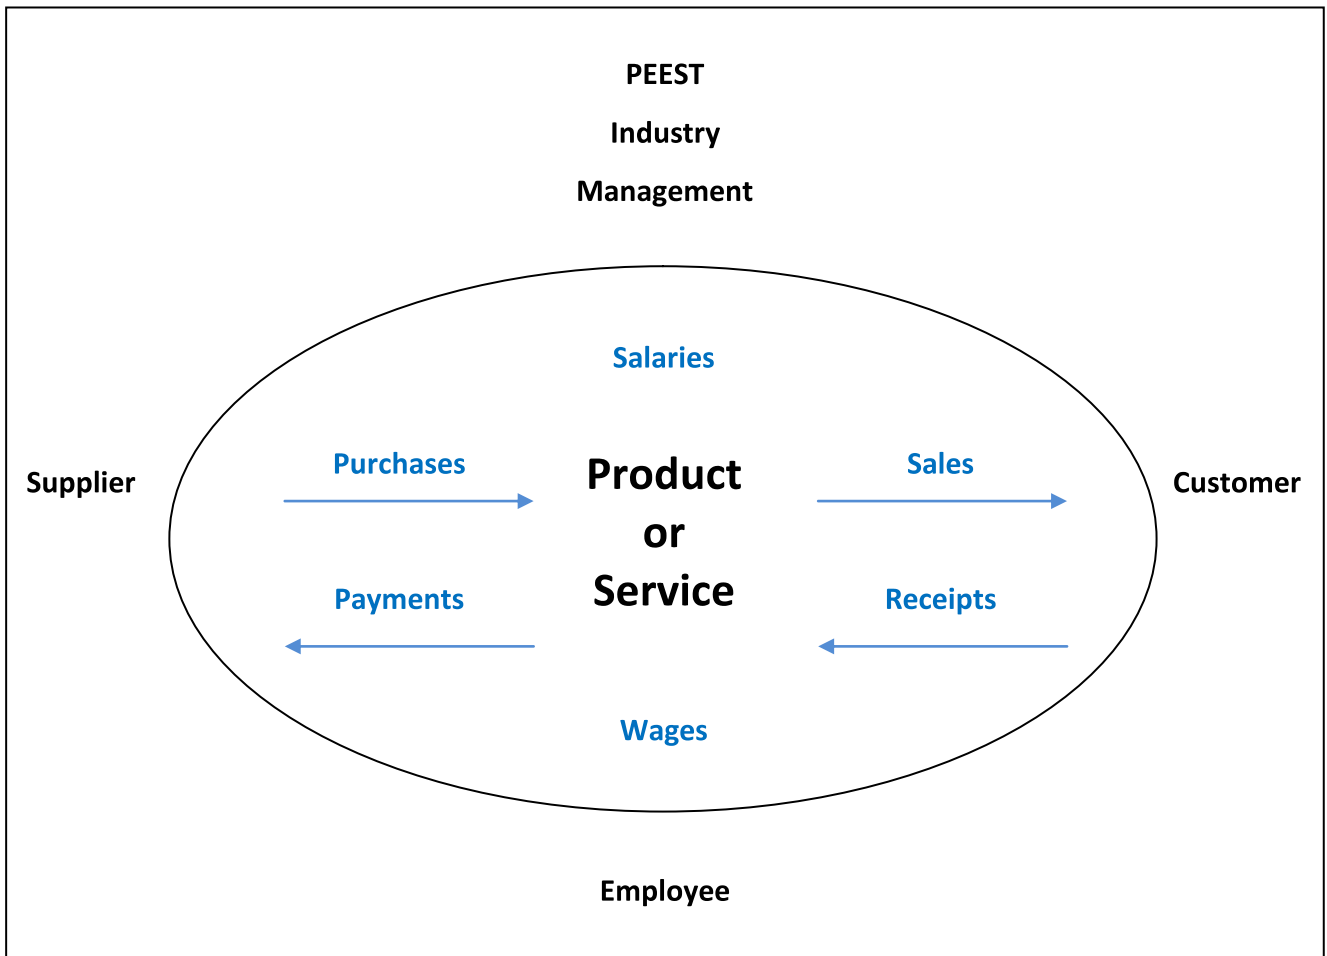 PEEST
Industry
Management
Salaries
Purchases
Sales
Supplier
Product
or
Service
Customer
Payments
Receipts
Wages
Employee